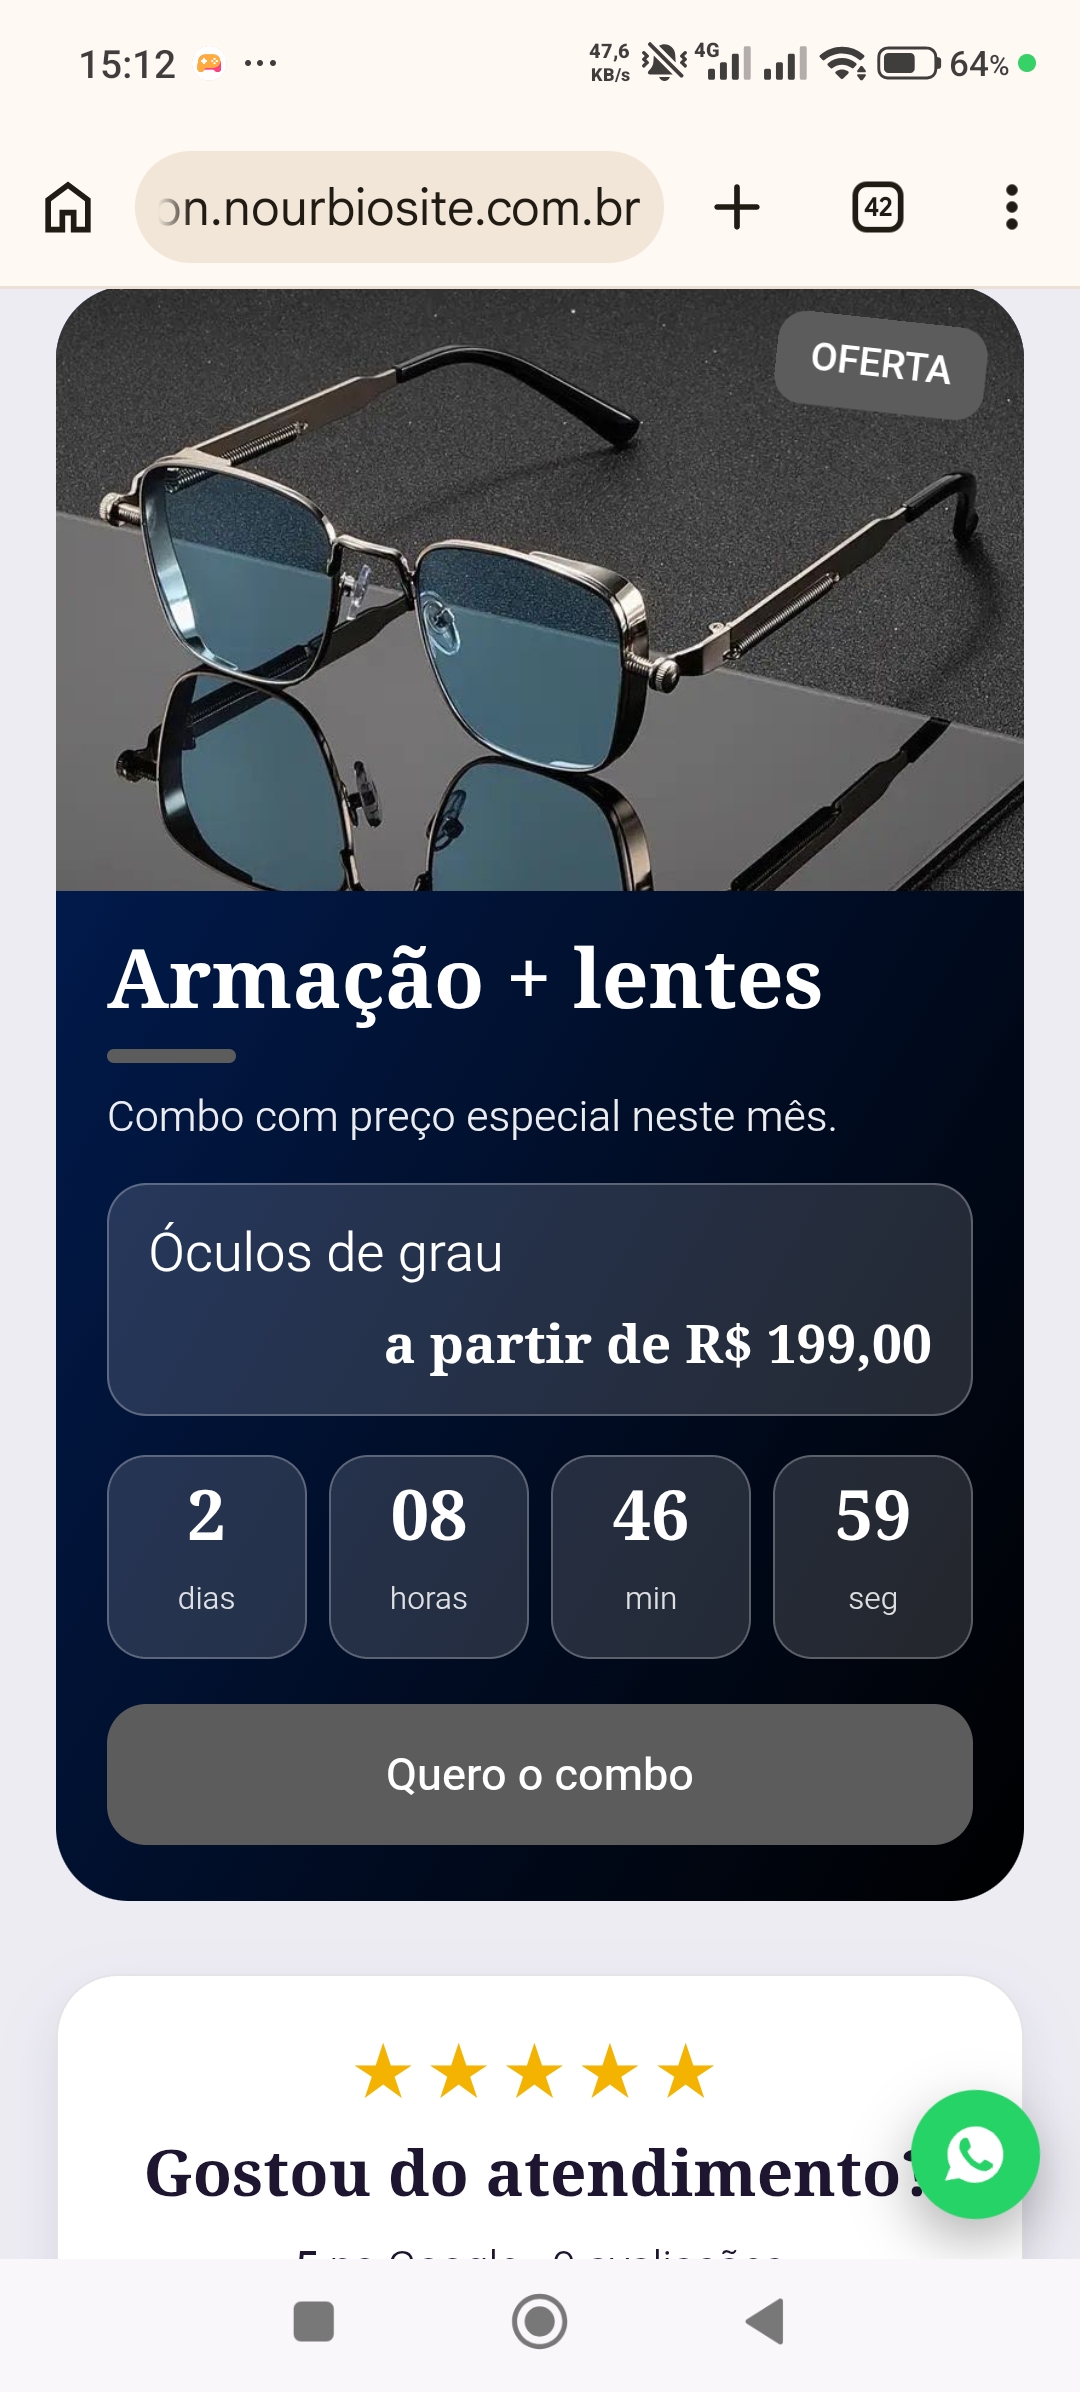 15:12
47,6
KB/s
4G
64%
on.nourbiosite.com.br
42
OFERTA
Armação + lentes
Combo com preço especial neste mês.
Óculos de grau
a partir de R$ 199,00
2 08 46 59
dias horas min seg
Quero o combo
Gostou do atendimento?